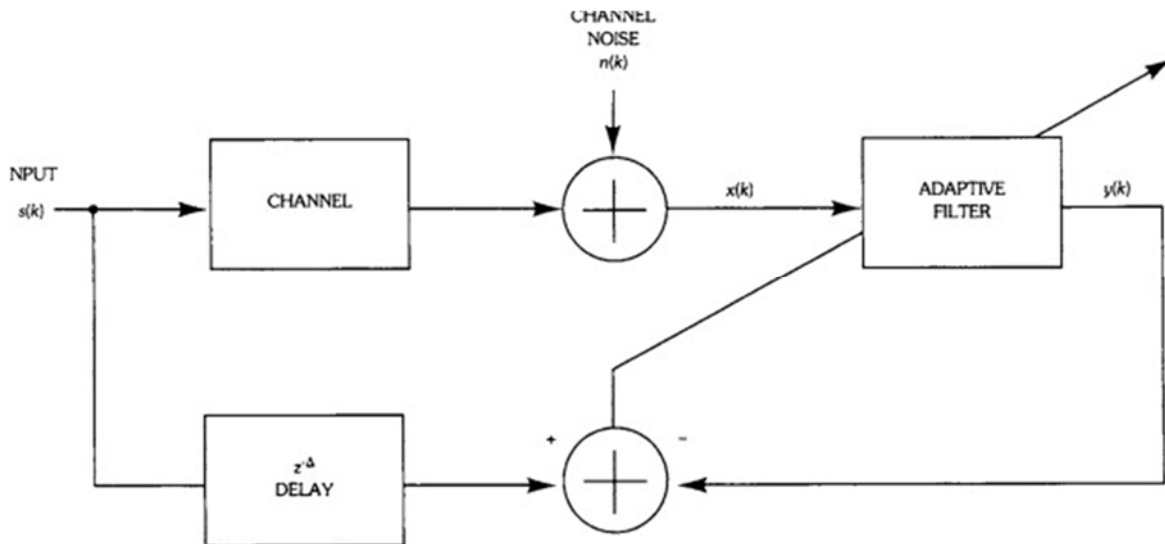 CHANNEL
NOISE
n(k)
NPUT
s(k)
CHANNEL
x(k)
ADAPTIVE
FILTER
y(k)
+
−
z-Δ
DELAY